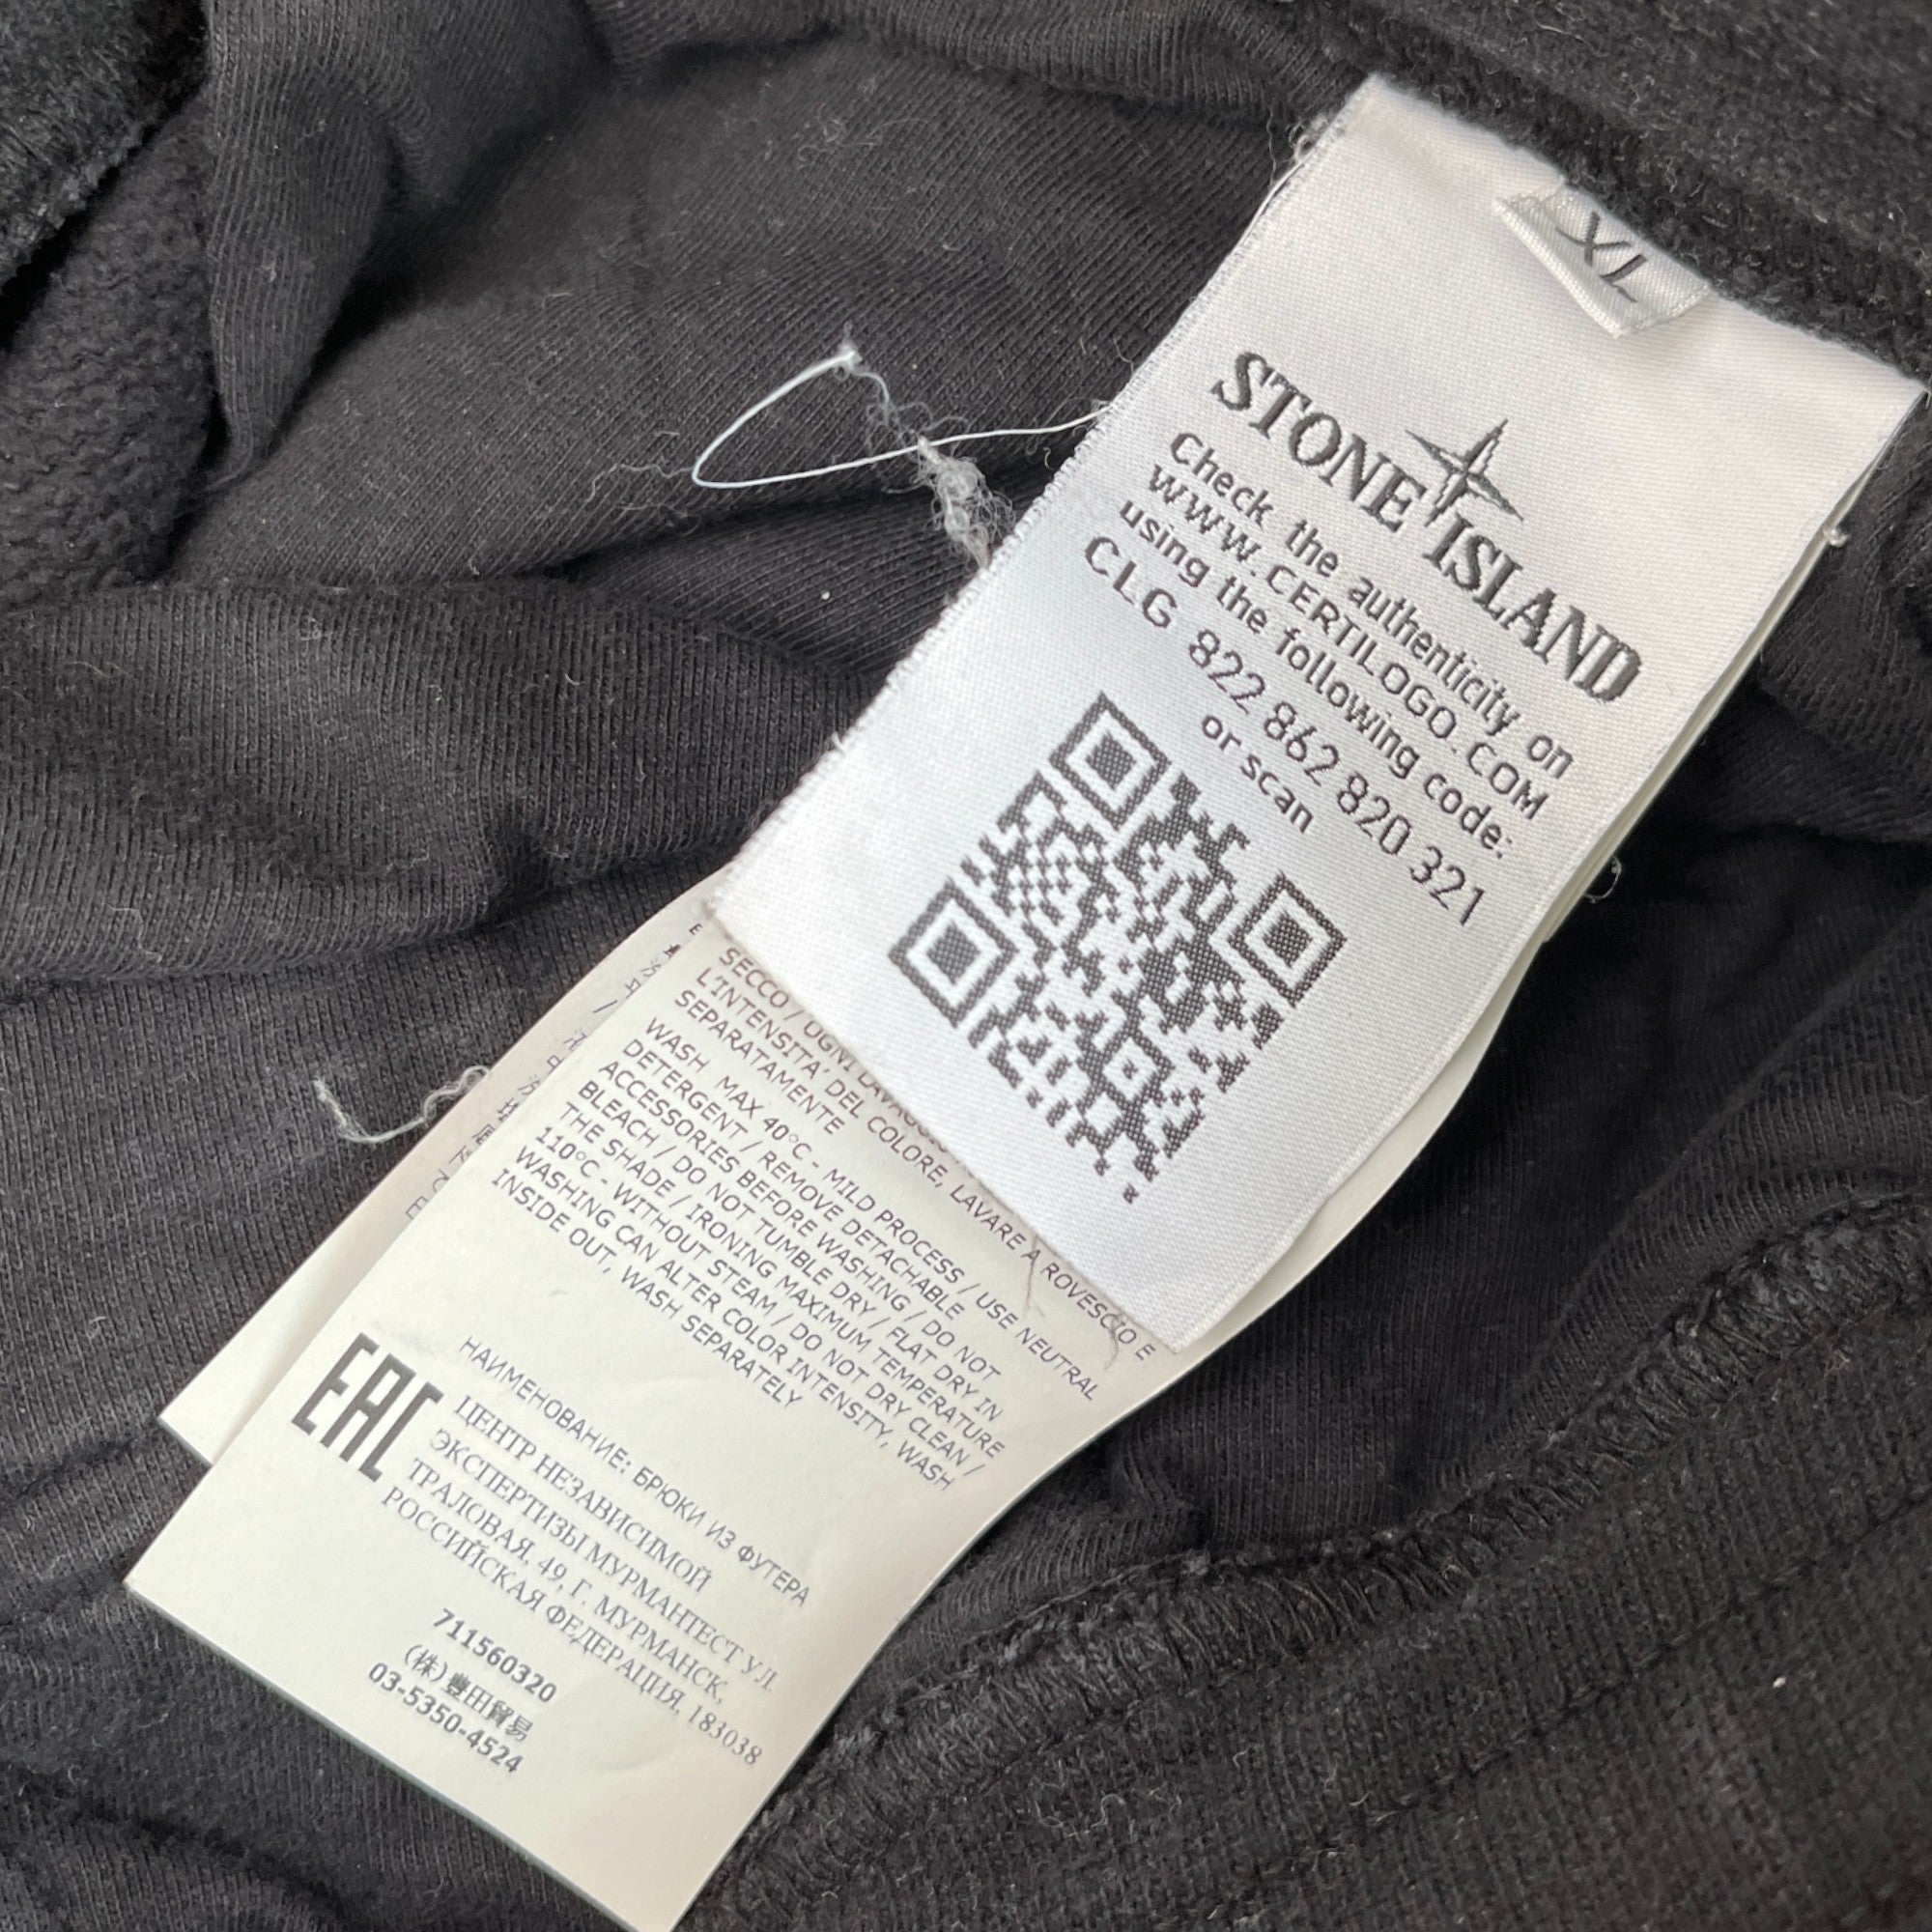 XL
STONE ISLAND
Check the authenticity on
WWW.CERTILOGO.COM
using the following code:
CLG 822 862 820 321
or scan
SECCO / OGNI
L'INTENSITA' DEL COLORE, LAVARE A ROVESCIO E
SEPARATAMENTE
WASH MAX 40°C - MILD PROCESS / USE NEUTRAL
DETERGENT / REMOVE DETACHABLE
ACCESSORIES BEFORE WASHING / DO NOT
BLEACH / DO NOT TUMBLE DRY / FLAT DRY IN
THE SHADE / IRONING MAXIMUM TEMPERATURE
110°C - WITHOUT STEAM / DO NOT DRY CLEAN /
WASHING CAN ALTER COLOR INTENSITY, WASH
INSIDE OUT, WASH SEPARATELY
EAC
НАИМЕНОВАНИЕ: БРЮКИ ИЗ ФУТЕРА
ЦЕНТР НЕЗАВИСИМОЙ
ЭКСПЕРТИЗЫ МУРМАНТЕСТ УЛ.
ТРАЛОВАЯ, 49, Г. МУРМАНСК,
РОССИЙСКАЯ ФЕДЕРАЦИЯ, 183038
711560320
(株)豊田貿易
03-5350-4524